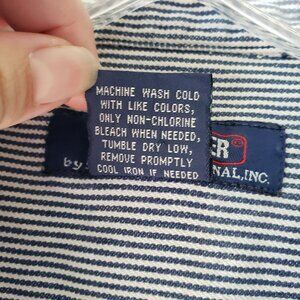 MACHINE WASH COLD
WITH LIKE COLORS,
ONLY NON-CHLORINE
BLEACH WHEN NEEDED,
TUMBLE DRY LOW,
REMOVE PROMPTLY
COOL IRON IF NEEDED
ER
by
NAL, INC.